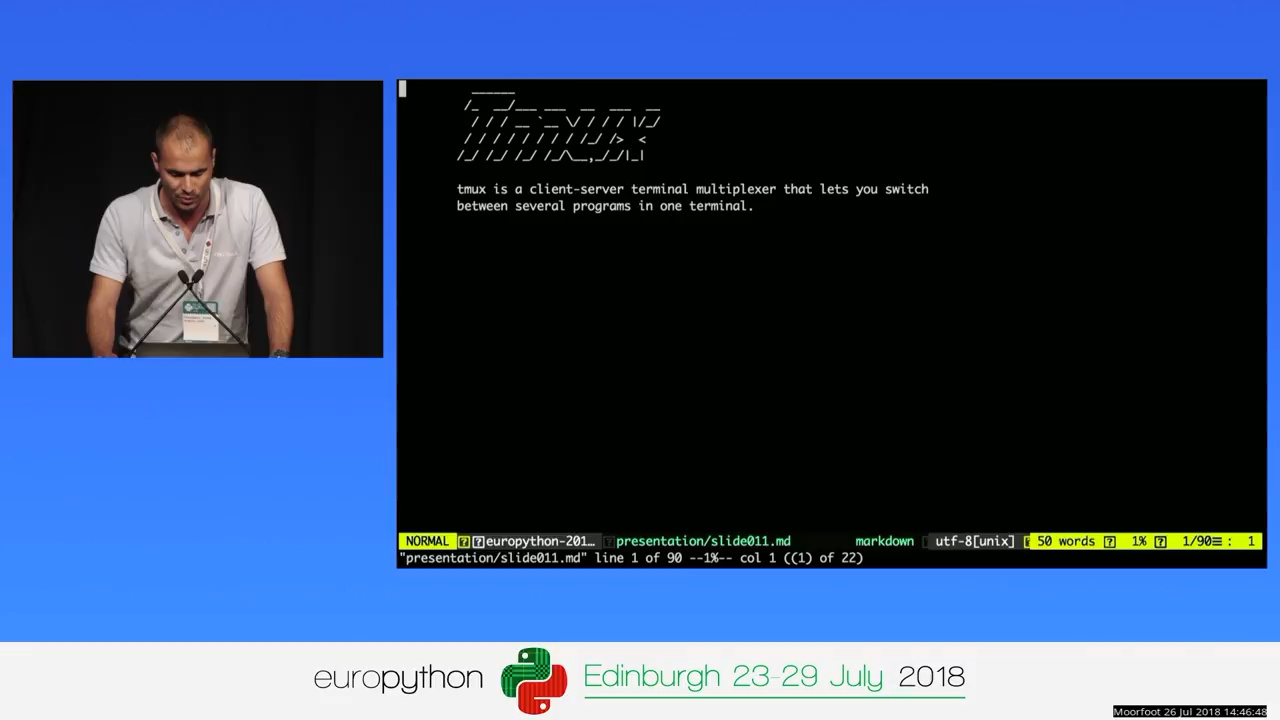 Tmux
tmux is a client-server terminal multiplexer that lets you switch
between several programs in one terminal.
NORMAL europython-201… presentation/slide011.md markdown utf-8[unix] 50 words 1% 1/90≡ : 1
"presentation/slide011.md" line 1 of 90 --1%-- col 1 ((1) of 22)
europython Edinburgh 23-29 July 2018
Moorfoot 26 Jul 2018 14:46:48